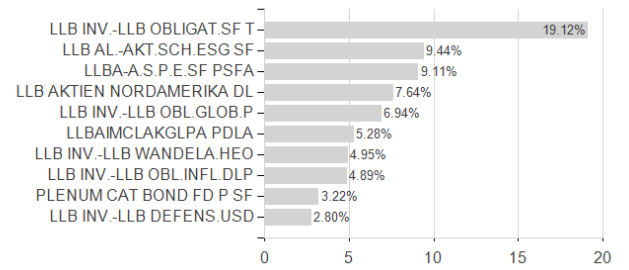 LLB INV.-LLB OBLIGAT.SF T 19.12%
LLB AL.-AKT.SCH.ESG SF 9.44%
LLBA-A.S.P.E.SF PSFA 9.11%
LLB AKTIEN NORDAMERIKA DL 7.64%
LLB INV.-LLB OBL.GLOB.P 6.94%
LLBAIMCLAKGLPA PDLA 5.28%
LLB INV.-LLB WANDELA.HEO 4.95%
LLB INV.-LLB OBL.INFL.DLP 4.89%
PLENUM CAT BOND FD P SF 3.22%
LLB INV.-LLB DEFENS.USD 2.80%
0 5 10 15 20